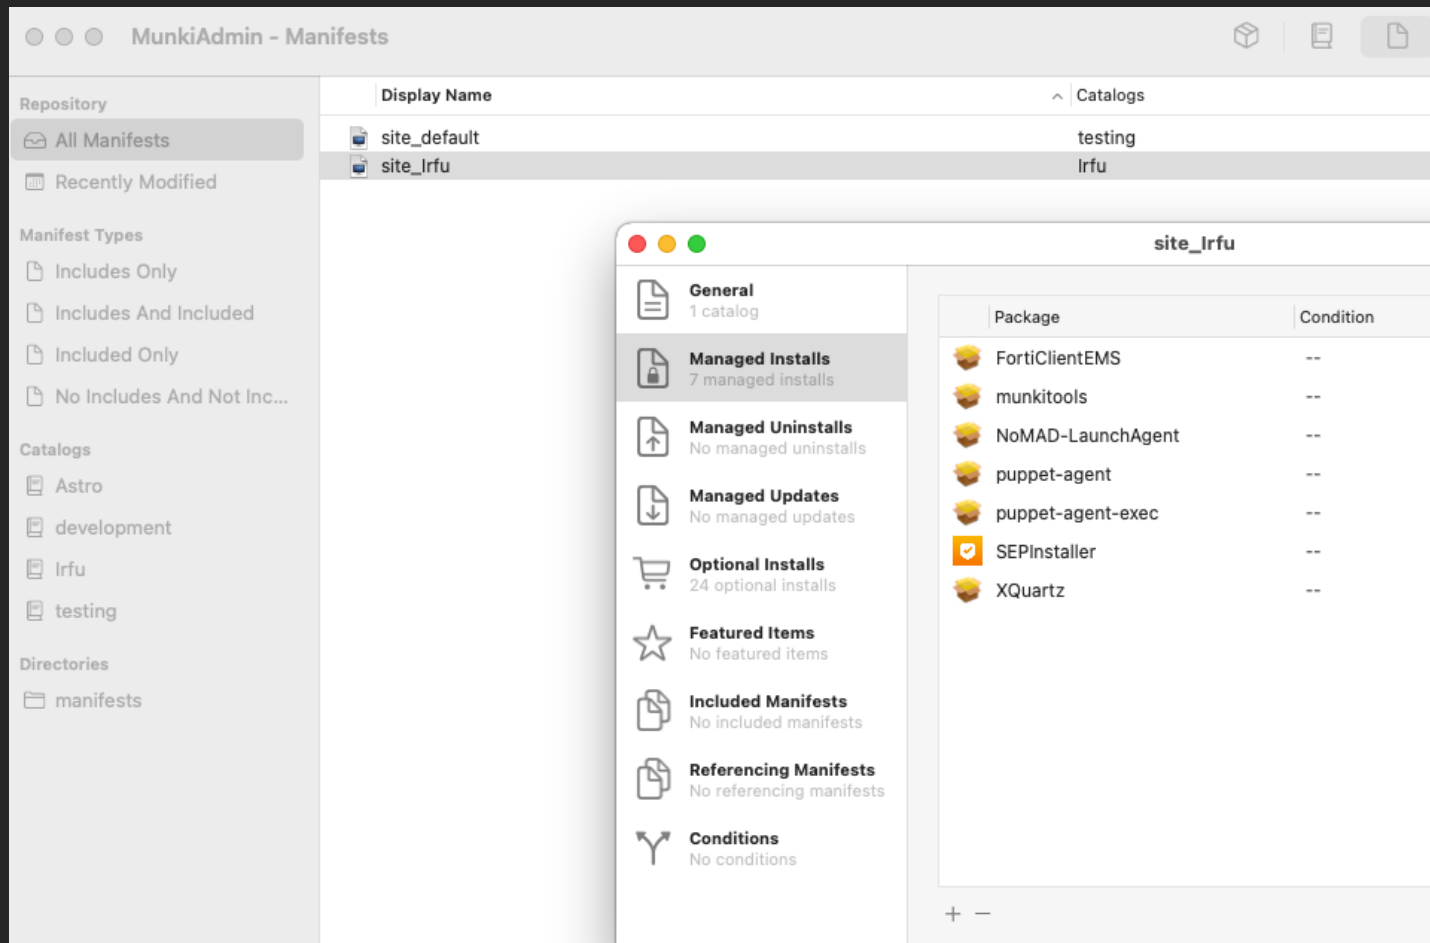 MunkiAdmin - Manifests
Repository
All Manifests
Recently Modified
Manifest Types
Includes Only
Includes And Included
Included Only
No Includes And Not Inc...
Catalogs
Astro
development
Irfu
testing
Directories
manifests
Display Name
Catalogs
site_default
testing
site_Irfu
Irfu
site_Irfu
General
1 catalog
Managed Installs
7 managed installs
Managed Uninstalls
No managed uninstalls
Managed Updates
No managed updates
Optional Installs
24 optional installs
Featured Items
No featured items
Included Manifests
No included manifests
Referencing Manifests
No referencing manifests
Conditions
No conditions
Package
Condition
FortiClientEMS
--
munkitools
--
NoMAD-LaunchAgent
--
puppet-agent
--
puppet-agent-exec
--
SEPInstaller
--
XQuartz
--